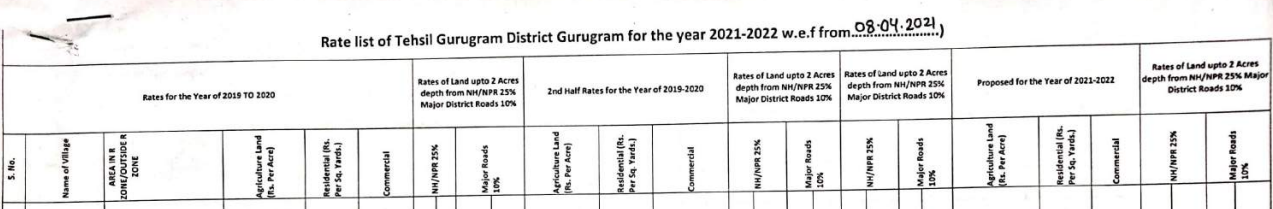 Rate list of Tehsil Gurugram District Gurugram for the year 2021-2022 w.e.f from 08.04.2021.)
Rates for the Year of 2019 TO 2020
Rates of Land upto 2 Acres
depth from NH/NPR 25%
Major District Roads 10%
2nd Half Rates for the Year of 2019-2020
Rates of Land upto 2 Acres
depth from NH/NPR 25%
Major District Roads 10%
Rates of Land upto 2 Acres
depth from NH/NPR 25%
Major District Roads 10%
Proposed for the Year of 2021-2022
Rates of Land upto 2 Acres
depth from NH/NPR 25% Major
District Roads 10%
S. No.
Name of Village
AREA IN R
ZONE/OUTSIDE R
ZONE
Agriculture Land
(Rs. Per Acre)
Residential (Rs.
Per Sq. Yards.)
Commercial
NH/NPR 25%
Major Roads
10%
Agriculture Land
(Rs. Per Acre)
Residential (Rs.
Per Sq. Yards.)
Commercial
NH/NPR 25%
Major Roads
10%
NH/NPR 25%
Major Roads
10%
Agriculture Land
(Rs. Per Acre)
Residential (Rs.
Per Sq. Yards.)
Commercial
NH/NPR 25%
Major Roads
10%